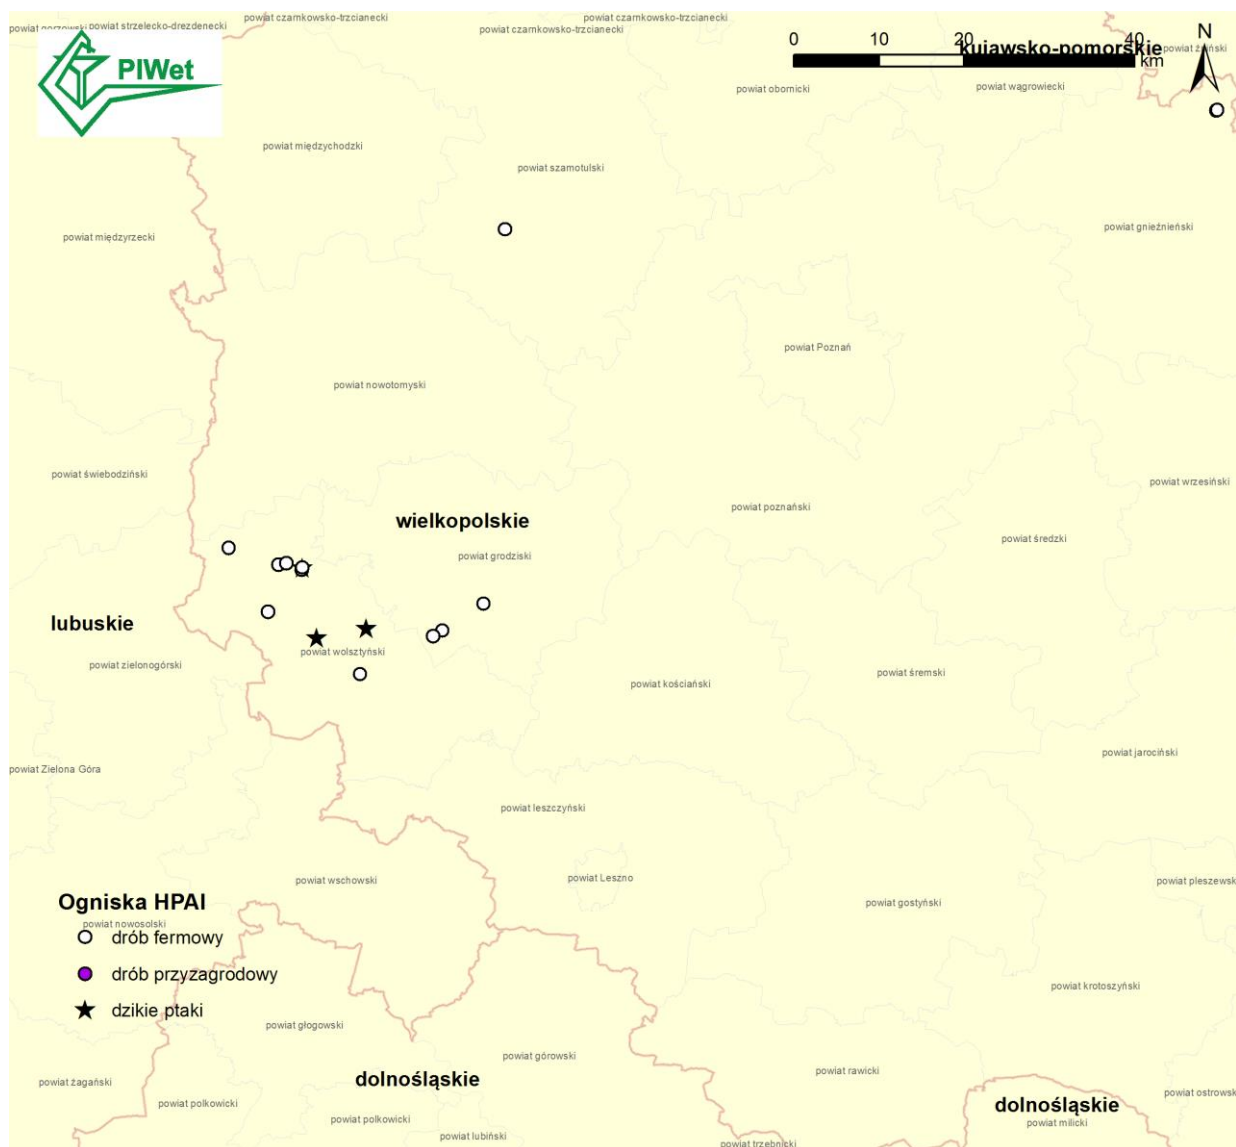 powiat czarnkowsko-trzcianecki
powiat czarnkowsko-trzcianecki
powiat gorzowski
powiat strzelecko-drezdenecki
powiat czarnkowsko-trzcianecki
0
10
20
40
km
kujawsko-pomorskie
N
PIWet
powiat obornicki
powiat wągrowiecki
powiat międzychodzki
powiat szamotulski
powiat gnieźnieński
powiat międzyrzecki
powiat Poznań
powiat nowotomyski
powiat świebodziński
powiat wrzesiński
powiat poznański
wielkopolskie
powiat średzki
powiat grodziski
lubuskie
powiat wolsztyński
powiat zielonogórski
powiat śremski
powiat kościański
powiat jarociński
powiat Zielona Góra
powiat leszczyński
powiat Leszno
powiat wschowski
powiat pleszewsk
powiat gostyński
Ogniska HPAI
powiat nowosolski
drób fermowy
drób przyzagrodowy
dzikie ptaki
powiat krotoszyński
powiat głogowski
powiat górowski
powiat rawicki
dolnośląskie
powiat żagański
powiat ostrowsk
powiat polkowicki
dolnośląskie
powiat polkowicki
powiat milicki
powiat lubiński
powiat trzebnicki